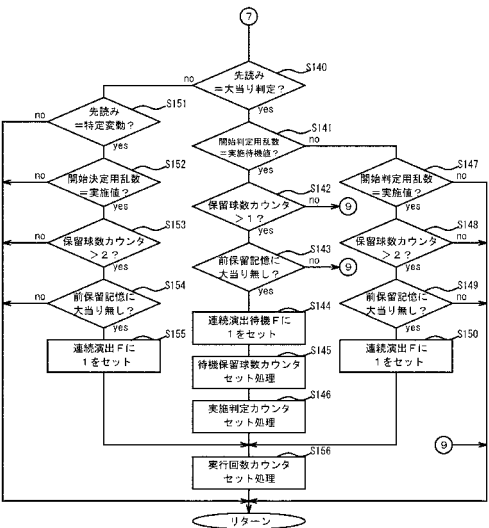 7
S140
先読み
=大当り判定?
no
yes
S151
先読み
=特定変動?
no
yes
S141
開始判定用乱数
=実施待機値?
no
yes
S152
開始決定用乱数
=実施値?
no
yes
S147
開始判定用乱数
=実施値?
no
yes
S142
保留球数カウンタ
>1?
no
9
yes
S153
保留球数カウンタ
>2?
no
yes
S148
保留球数カウンタ
>2?
no
yes
S143
前保留記憶に
大当り無し?
no
9
yes
S154
前保留記憶に
大当り無し?
no
yes
S149
前保留記憶に
大当り無し?
no
yes
S144
連続演出待機Fに
1をセット
S155
連続演出Fに
1をセット
S150
連続演出Fに
1をセット
S145
待機保留球数カウンタ
セット処理
S146
実施判定カウンタ
セット処理
9
S156
実行回数カウンタ
セット処理
リターン